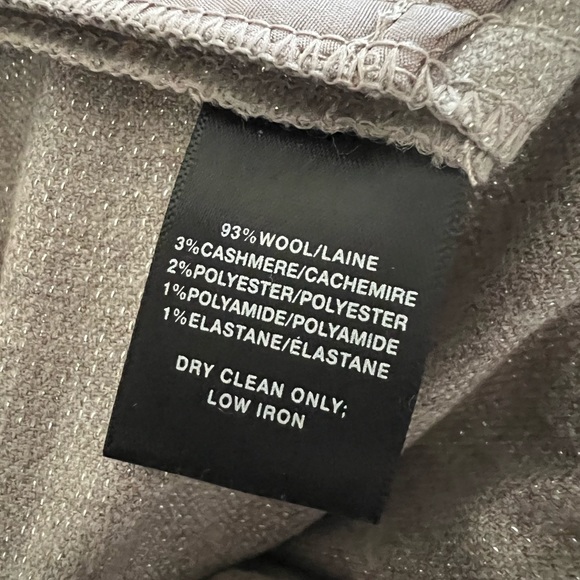 93% WOOL/LAINE
3% CASHMERE/CACHEMIRE
2% POLYESTER/POLYESTER
1% POLYAMIDE/POLYAMIDE
1% ELASTANE/ÉLASTANE
DRY CLEAN ONLY;
LOW IRON